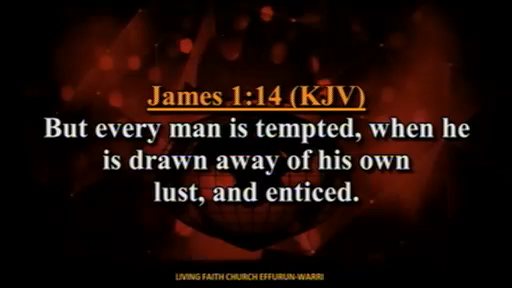 James 1:14 (KJV)
But every man is tempted, when he
is drawn away of his own
lust, and enticed.
LIVING FAITH CHURCH EFFURUN-WARRI